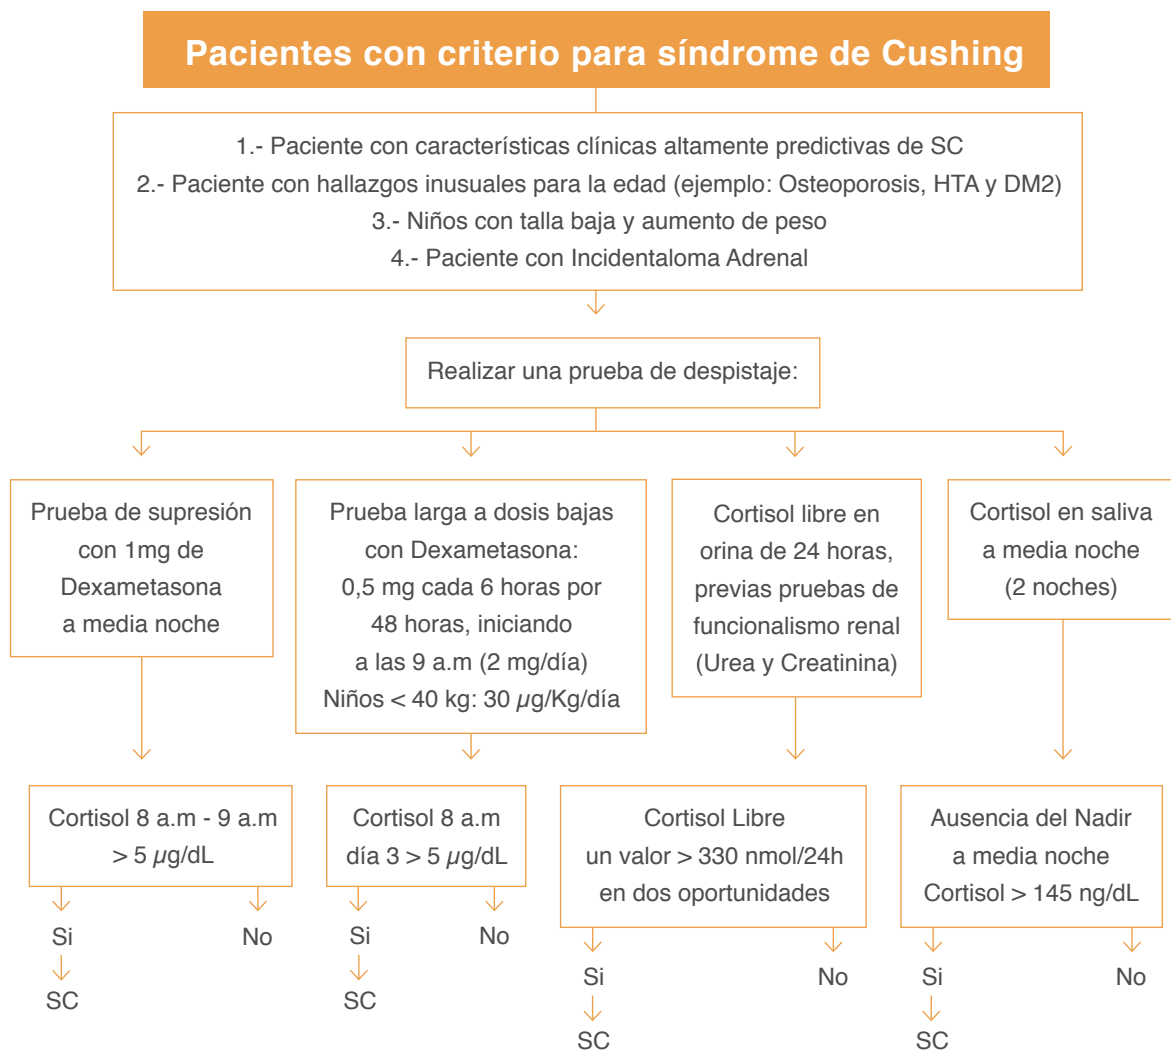 Pacientes con criterio para síndrome de Cushing
1.- Paciente con características clínicas altamente predictivas de SC
2.- Paciente con hallazgos inusuales para la edad (ejemplo: Osteoporosis, HTA y DM2)
3.- Niños con talla baja y aumento de peso
4.- Paciente con Incidentaloma Adrenal
Realizar una prueba de despistaje:
Prueba de supresión
con 1mg de
Dexametasona
a media noche
Prueba larga a dosis bajas
con Dexametasona:
0,5 mg cada 6 horas por
48 horas, iniciando
a las 9 a.m (2 mg/día)
Niños < 40 kg: 30 µg/Kg/día
Cortisol libre en
orina de 24 horas,
previas pruebas de
funcionalismo renal
(Urea y Creatinina)
Cortisol en saliva
a media noche
(2 noches)
Cortisol 8 a.m - 9 a.m
> 5 µg/dL
Si
No
SC
Cortisol 8 a.m
día 3 > 5 µg/dL
Si
No
SC
Cortisol Libre
un valor > 330 nmol/24h
en dos oportunidades
Si
No
SC
Ausencia del Nadir
a media noche
Cortisol > 145 ng/dL
Si
No
SC